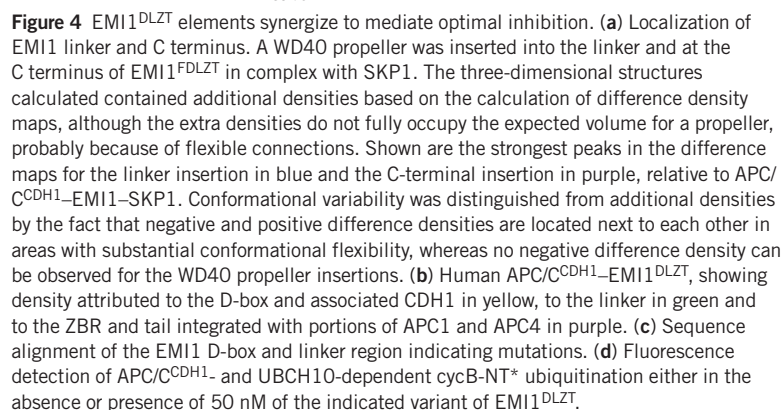 Figure 4 EMI1DLZT elements synergize to mediate optimal inhibition. (a) Localization of
EMI1 linker and C terminus. A WD40 propeller was inserted into the linker and at the
C terminus of EMI1FDLZT in complex with SKP1. The three-dimensional structures
calculated contained additional densities based on the calculation of difference density
maps, although the extra densities do not fully occupy the expected volume for a propeller,
probably because of flexible connections. Shown are the strongest peaks in the difference
maps for the linker insertion in blue and the C-terminal insertion in purple, relative to APC/
CCDH1–EMI1–SKP1. Conformational variability was distinguished from additional densities
by the fact that negative and positive difference densities are located next to each other in
areas with substantial conformational flexibility, whereas no negative difference density can
be observed for the WD40 propeller insertions. (b) Human APC/CCDH1–EMI1DLZT, showing
density attributed to the D-box and associated CDH1 in yellow, to the linker in green and
to the ZBR and tail integrated with portions of APC1 and APC4 in purple. (c) Sequence
alignment of the EMI1 D-box and linker region indicating mutations. (d) Fluorescence
detection of APC/CCDH1- and UBCH10-dependent cycB-NT* ubiquitination either in the
absence or presence of 50 nM of the indicated variant of EMI1DLZT.